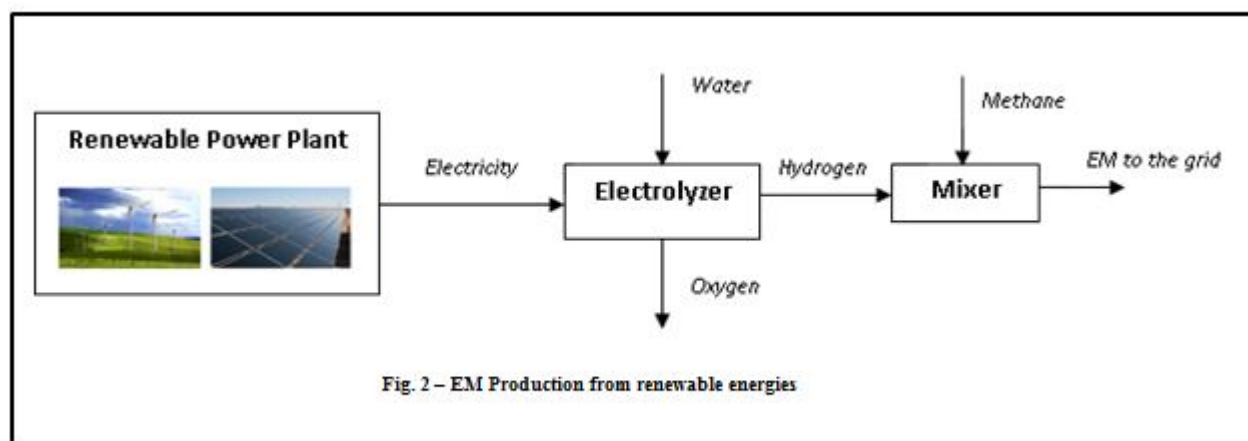 Water
Methane
Renewable Power Plant
Electricity
Electrolyzer
Hydrogen
Mixer
EM to the grid
Oxygen
Fig. 2 – EM Production from renewable energies